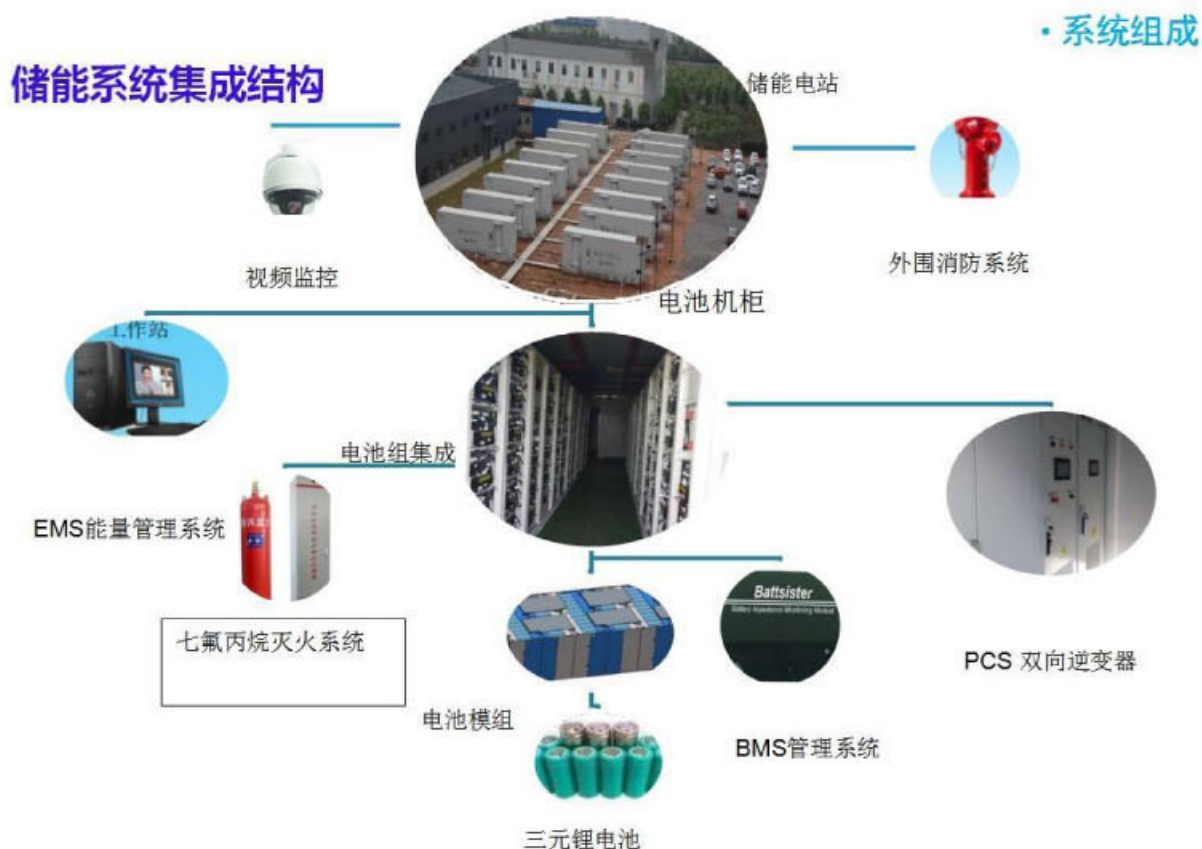 · 系统组成
储能系统集成结构
储能电站
视频监控
外围消防系统
电池机柜
工作站
电池组集成
EMS能量管理系统
七氟丙烷灭火系统
Battsister
Battery Impedance Monitoring Module
PCS 双向逆变器
电池模组
BMS管理系统
三元锂电池